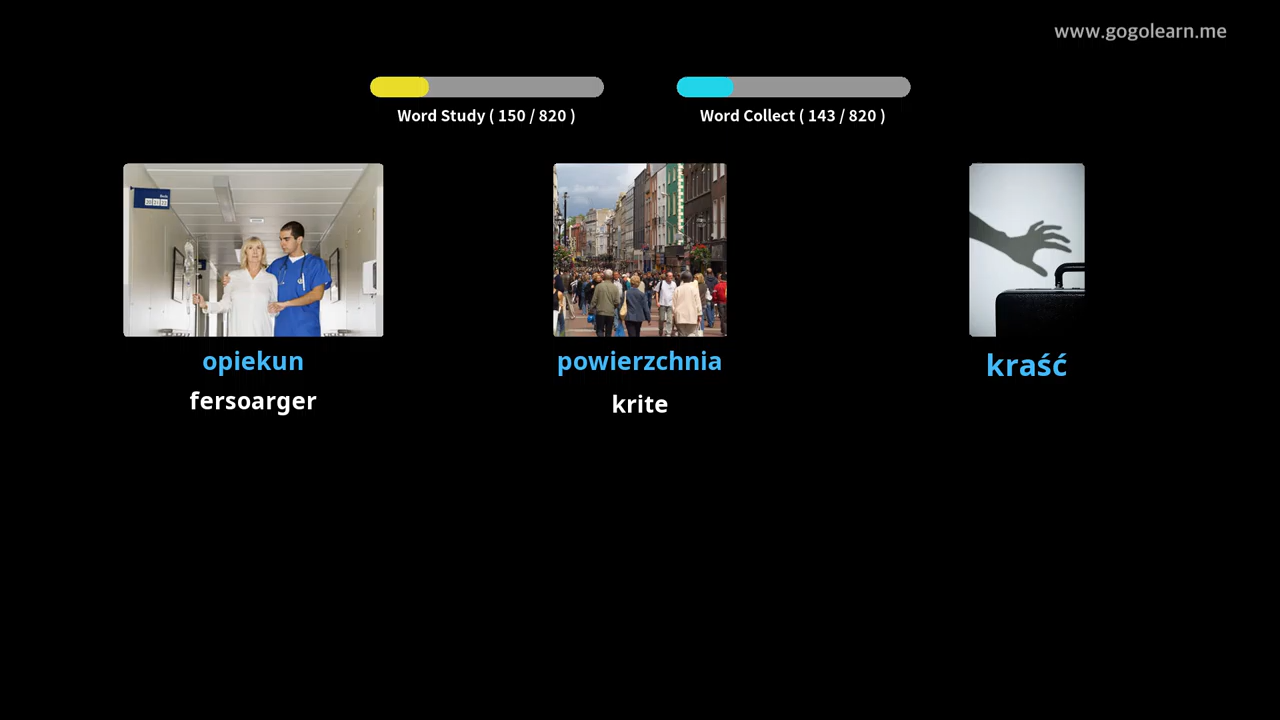 www.gogolearn.me
Word Study ( 150 / 820 )
Word Collect ( 143 / 820 )
opiekun
fersoarger
powierzchnia
krite
kraść